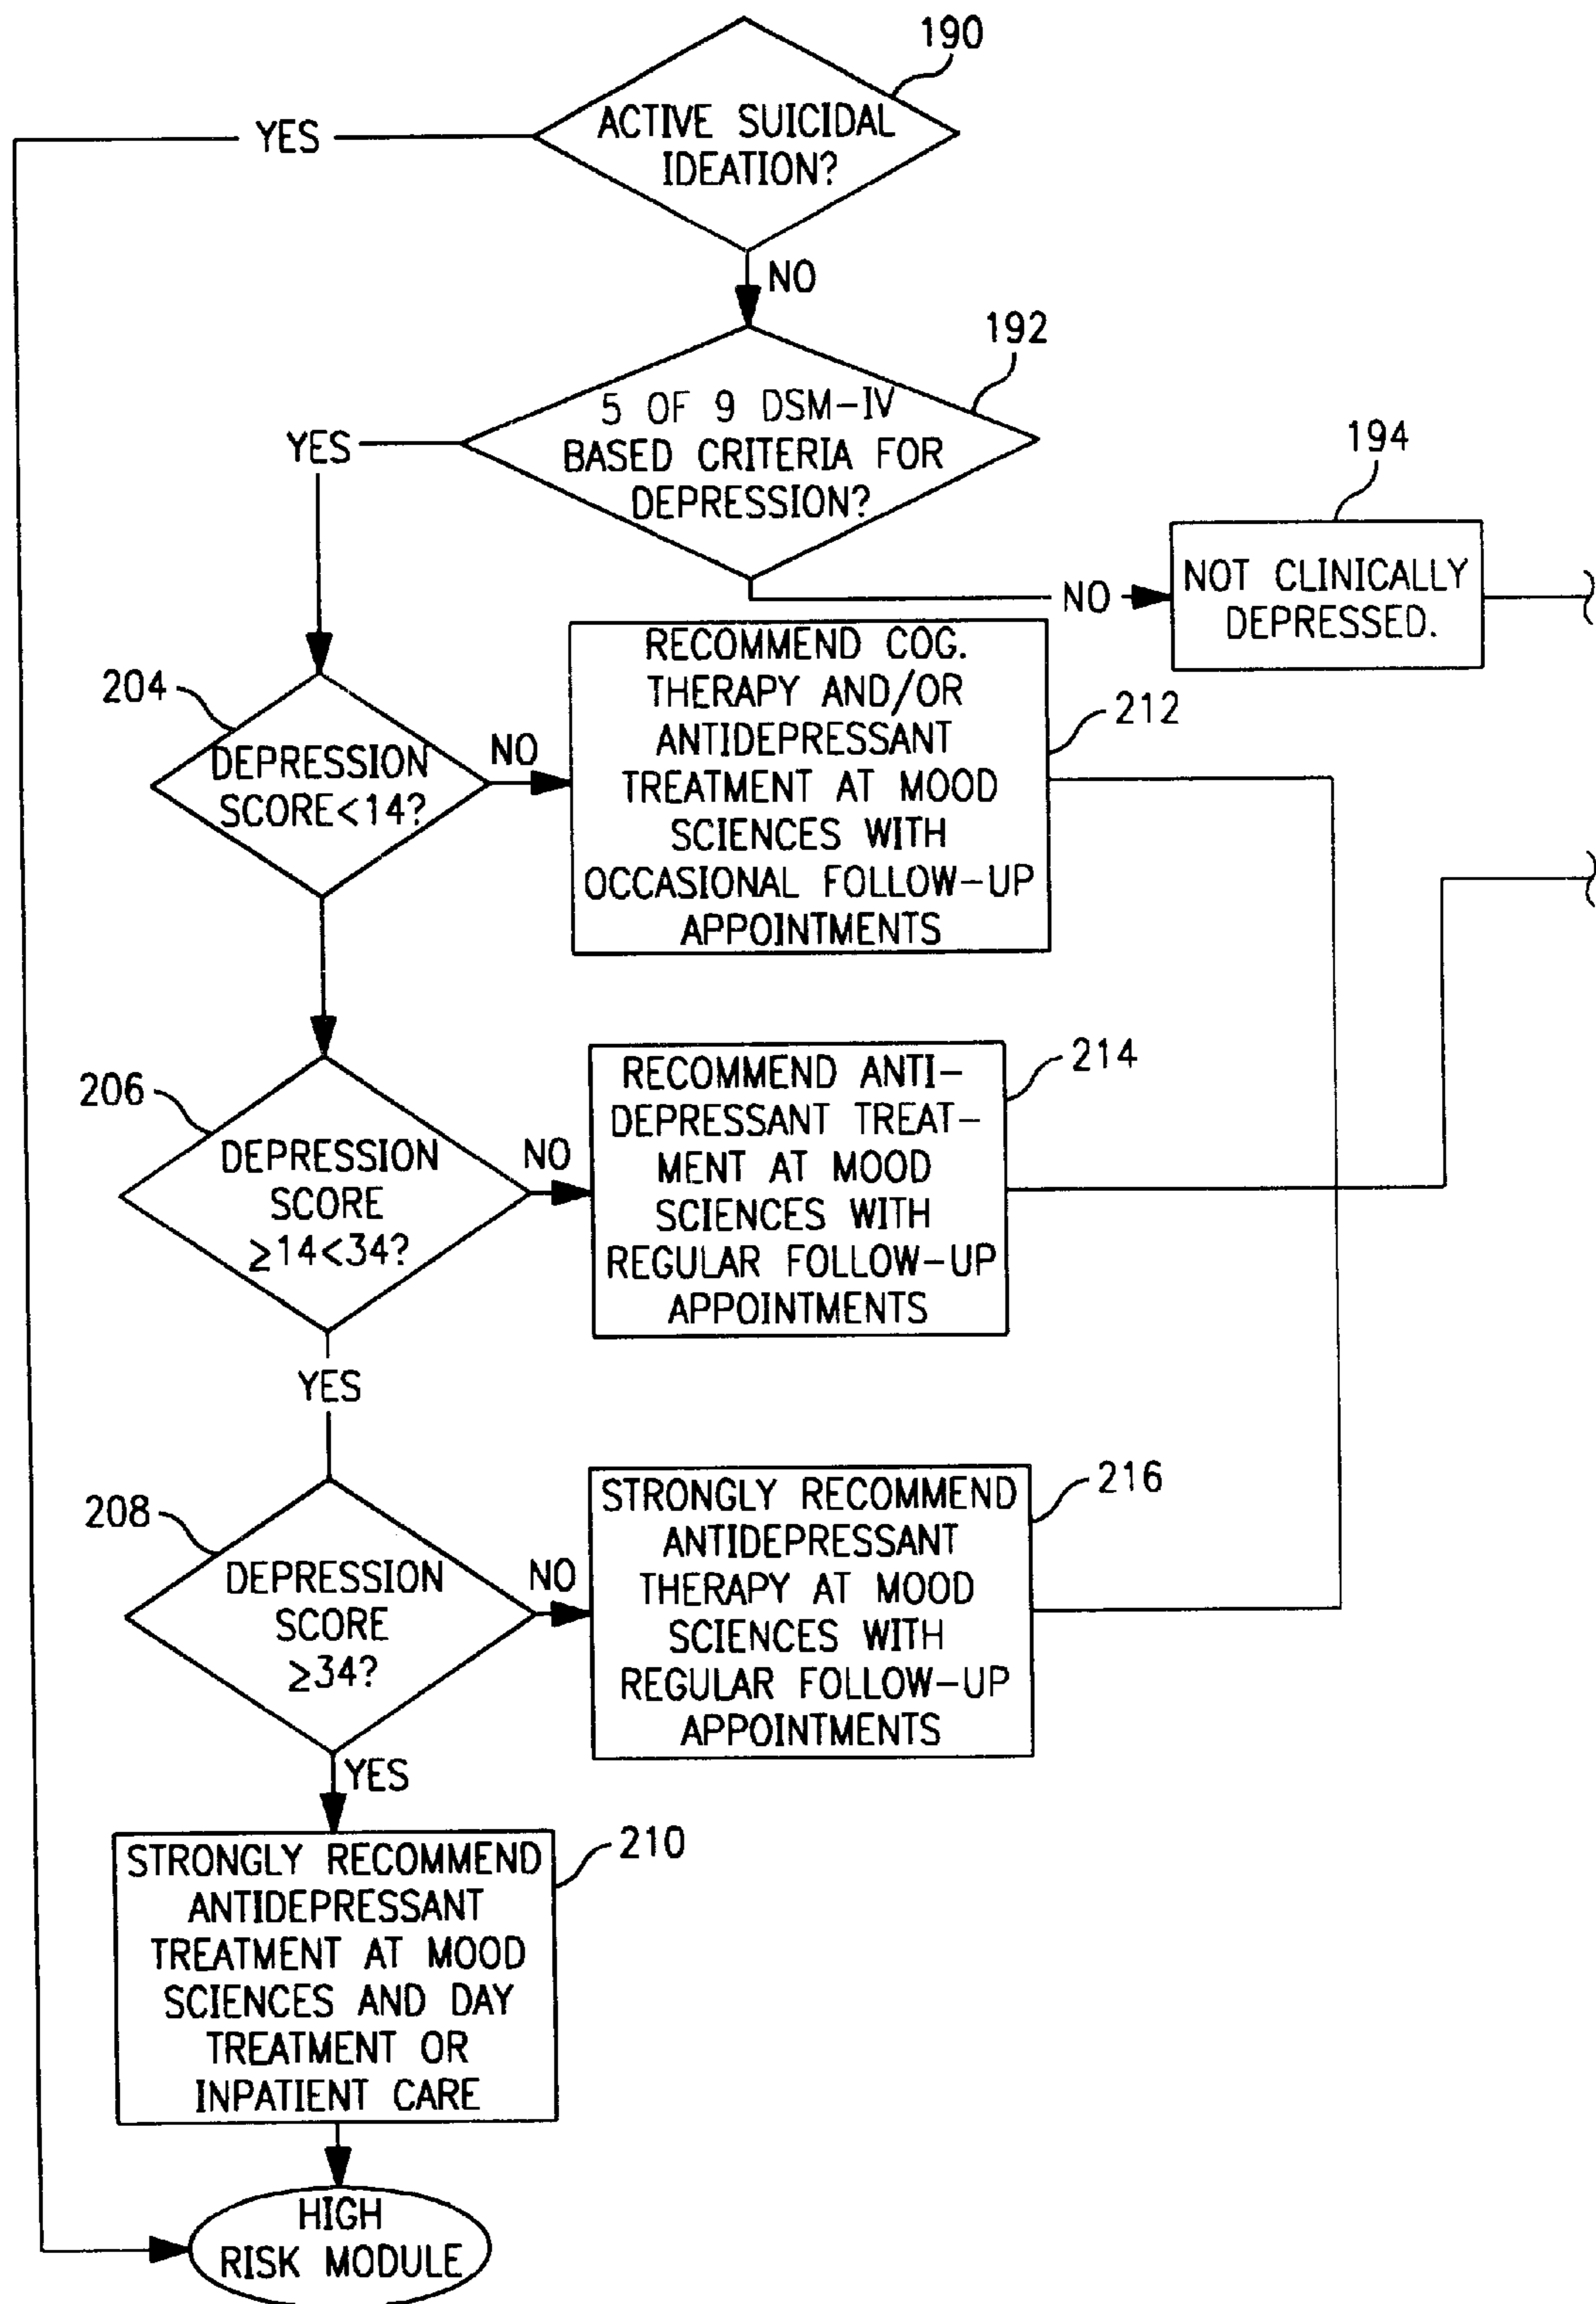 190
ACTIVE SUICIDAL
IDEATION?
YES
NO
192
5 OF 9 DSM-IV
BASED CRITERIA FOR
DEPRESSION?
YES
NO
194
NOT CLINICALLY
DEPRESSED.
204
DEPRESSION
SCORE<14?
NO
RECOMMEND COG.
THERAPY AND/OR
ANTIDEPRESSANT
TREATMENT AT MOOD
SCIENCES WITH
OCCASIONAL FOLLOW-UP
APPOINTMENTS
212
206
DEPRESSION
SCORE
≥14<34?
NO
RECOMMEND ANTI-
DEPRESSANT TREAT-
MENT AT MOOD
SCIENCES WITH
REGULAR FOLLOW-UP
APPOINTMENTS
214
YES
208
DEPRESSION
SCORE
≥34?
NO
STRONGLY RECOMMEND
ANTIDEPRESSANT
THERAPY AT MOOD
SCIENCES WITH
REGULAR FOLLOW-UP
APPOINTMENTS
216
YES
STRONGLY RECOMMEND
ANTIDEPRESSANT
TREATMENT AT MOOD
SCIENCES AND DAY
TREATMENT OR
INPATIENT CARE
210
HIGH
RISK MODULE